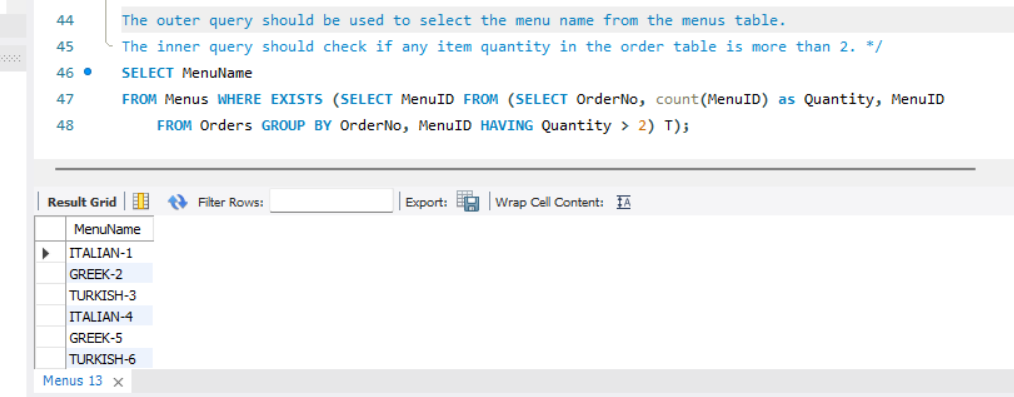 44 The outer query should be used to select the menu name from the menus table.
45 The inner query should check if any item quantity in the order table is more than 2. */
46 SELECT MenuName
47 FROM Menus WHERE EXISTS (SELECT MenuID FROM (SELECT OrderNo, count(MenuID) as Quantity, MenuID
48 FROM Orders GROUP BY OrderNo, MenuID HAVING Quantity > 2) T);
Result Grid Filter Rows: Export: Wrap Cell Content: IA
MenuName
ITALIAN-1
GREEK-2
TURKISH-3
ITALIAN-4
GREEK-5
TURKISH-6
Menus 13 ×